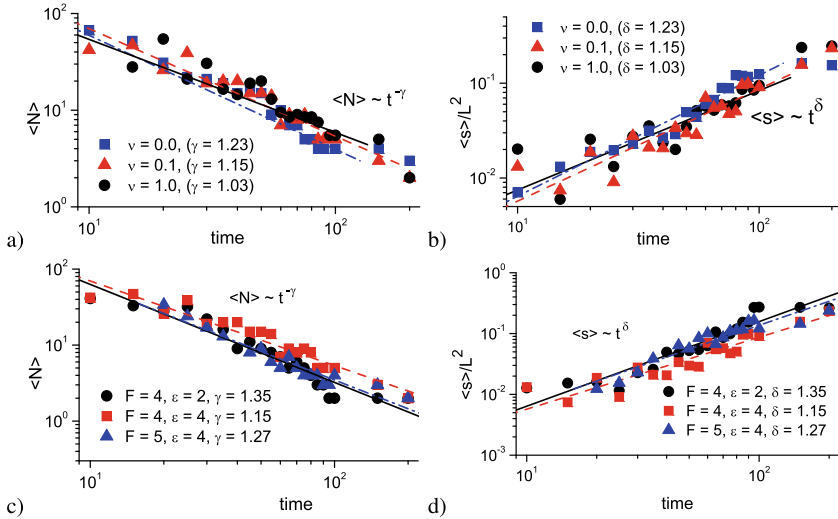 10²
<N> ~ t^-γ
ν = 0.0, (γ = 1.23)
ν = 0.1, (γ = 1.15)
ν = 1.0, (γ = 1.03)
<N>
10¹
10⁰
10¹
10²
time
a)
ν = 0.0, (δ = 1.23)
ν = 0.1, (δ = 1.15)
ν = 1.0, (δ = 1.03)
<s> ~ t^δ
<s>/L²
10⁻¹
10⁻²
10¹
10²
time
b)
10²
<N> ~ t^-γ
<N>
10¹
10⁰
F = 4, ε = 2, γ = 1.35
F = 4, ε = 4, γ = 1.15
F = 5, ε = 4, γ = 1.27
10¹
10²
time
c)
10⁰
<s> ~ t^δ
<s>/L²
10⁻¹
10⁻²
10⁻³
F = 4, ε = 2, δ = 1.35
F = 4, ε = 4, δ = 1.15
F = 5, ε = 4, δ = 1.27
10¹
10²
time
d)